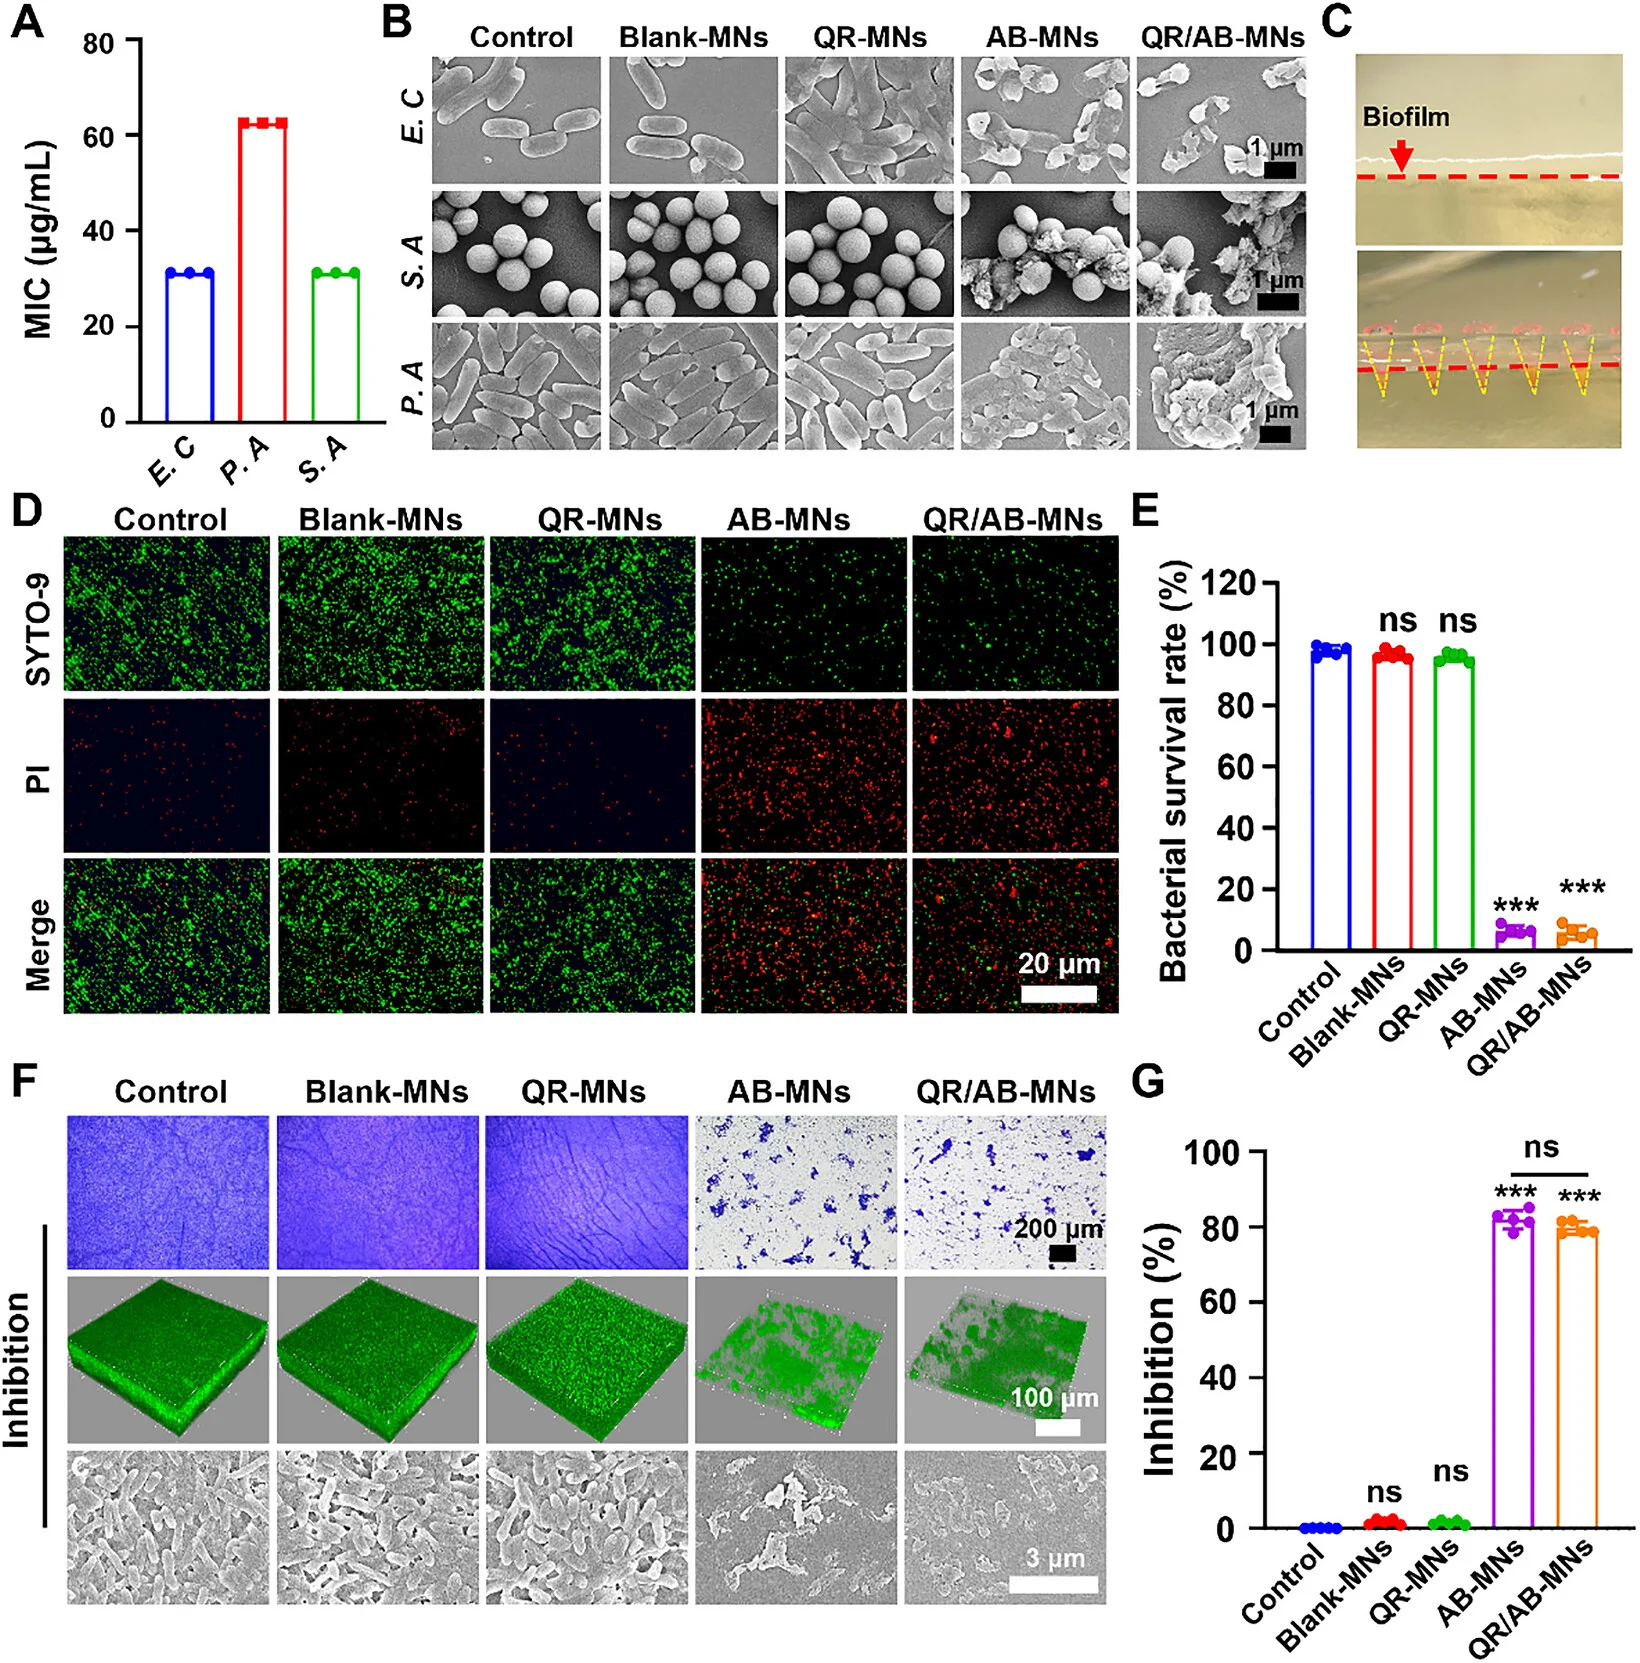 A
MIC (µg/mL)
80
60
40
20
0
E. C
P. A
S. A
B
Control
Blank-MNs
QR-MNs
AB-MNs
QR/AB-MNs
E. C
1 µm
S. A
1 µm
P. A
1 µm
C
Biofilm
D
Control
Blank-MNs
QR-MNs
AB-MNs
QR/AB-MNs
SYTO-9
PI
Merge
20 µm
E
Bacterial survival rate (%)
120
100
80
60
40
20
0
ns
ns
***
***
Control
Blank-MNs
QR-MNs
AB-MNs
QR/AB-MNs
F
Control
Blank-MNs
QR-MNs
AB-MNs
QR/AB-MNs
Inhibition
200 µm
100 µm
3 µm
G
Inhibition (%)
100
80
60
40
20
0
ns
ns
ns
***
***
Control
Blank-MNs
QR-MNs
AB-MNs
QR/AB-MNs